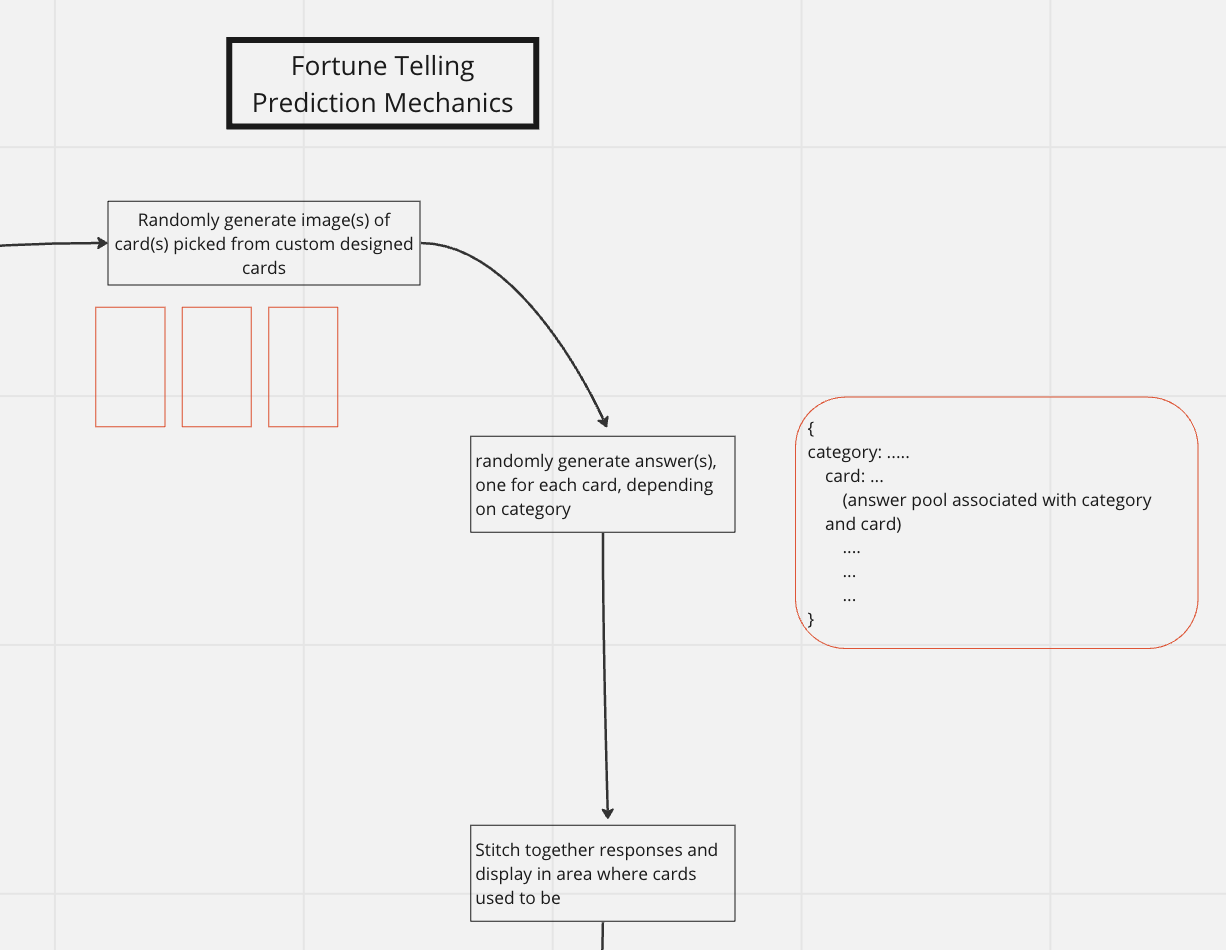 Fortune Telling
Prediction Mechanics
Randomly generate image(s) of
card(s) picked from custom designed
cards
randomly generate answer(s),
one for each card, depending
on category
{
category: .....
card: ...
(answer pool associated with category
and card)
....
...
...
}
Stitch together responses and
display in area where cards
used to be